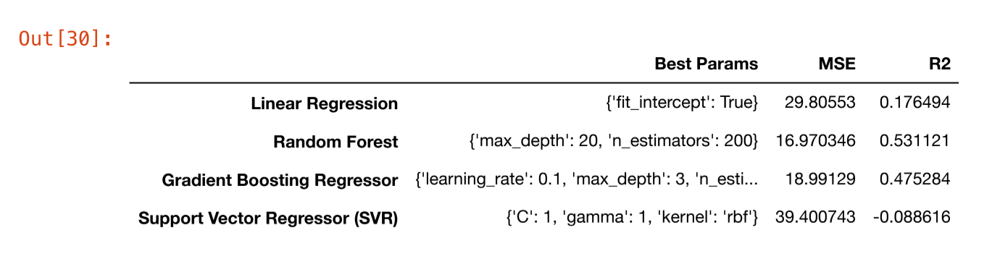 Out[30]:
Best Params MSE R2
Linear Regression {'fit_intercept': True} 29.80553 0.176494
Random Forest {'max_depth': 20, 'n_estimators': 200} 16.970346 0.531121
Gradient Boosting Regressor {'learning_rate': 0.1, 'max_depth': 3, 'n_esti... 18.99129 0.475284
Support Vector Regressor (SVR) {'C': 1, 'gamma': 1, 'kernel': 'rbf'} 39.400743 -0.088616